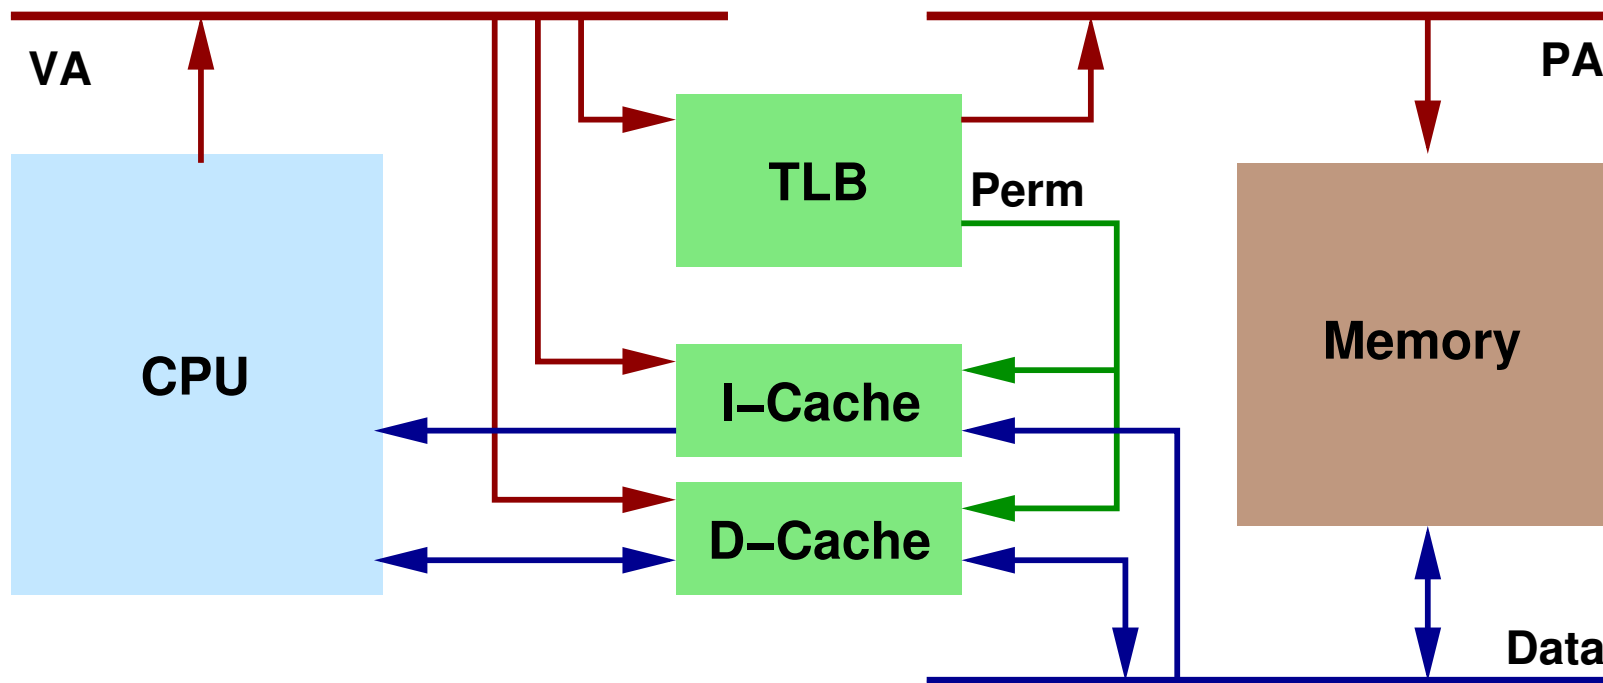 VA
PA
TLB
Perm
CPU
Memory
I–Cache
D–Cache
Data